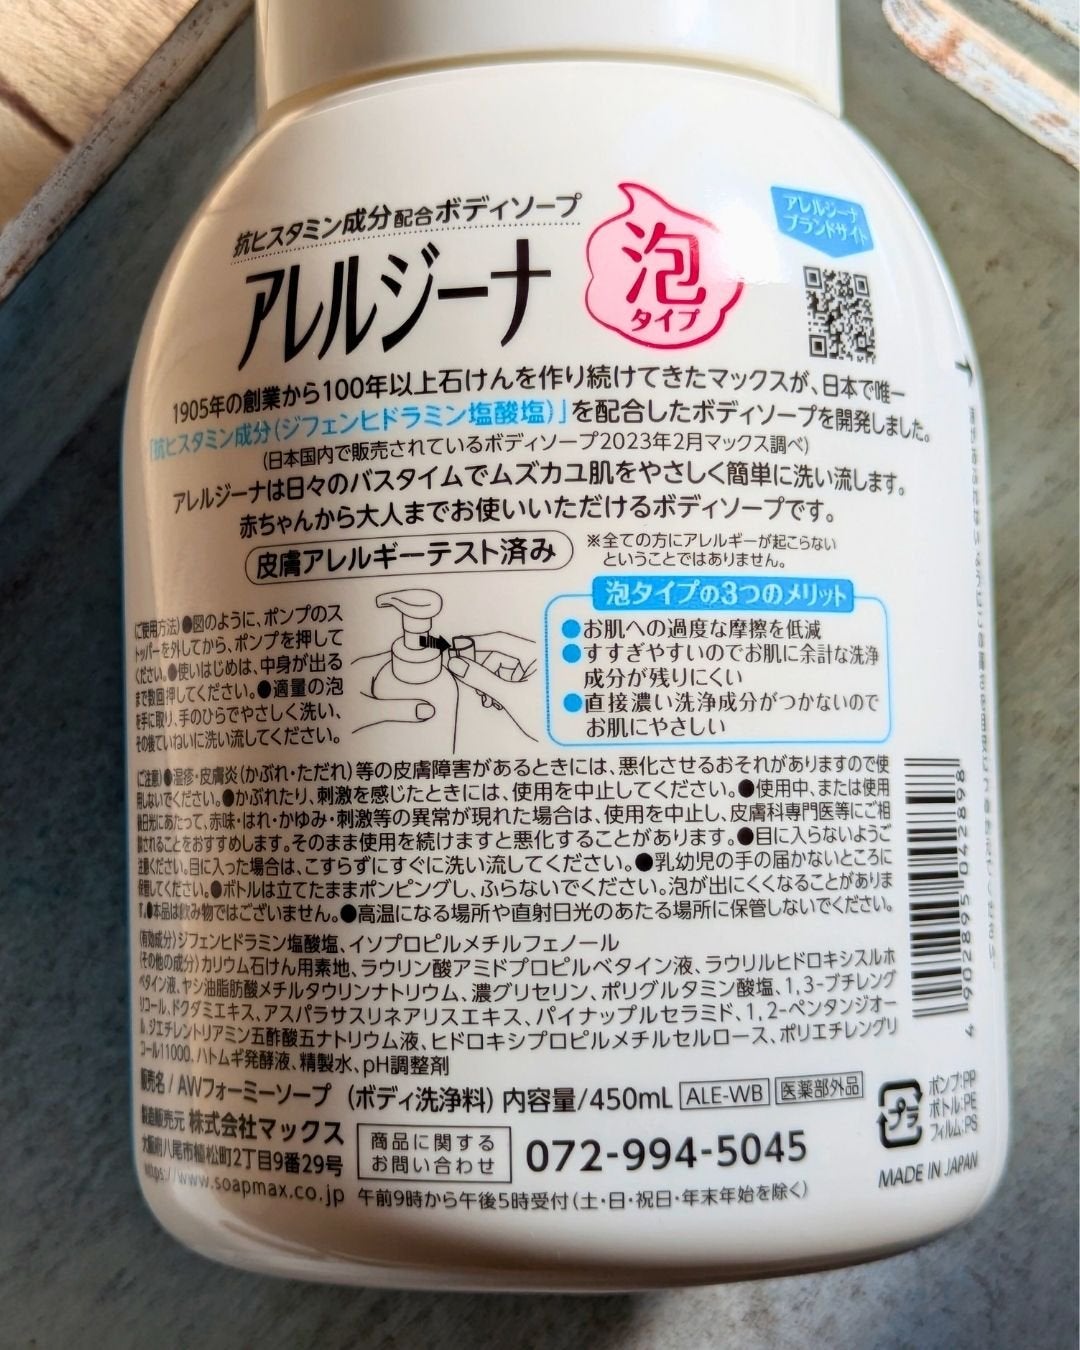 抗ヒスタミン成分配合ボディソープ
アレルジーナ
泡
タイプ
アレルジーナ
ブランドサイト
1905年の創業から100年以上石けんを作り続けてきたマックスが、日本で唯一
「抗ヒスタミン成分(ジフェンヒドラミン塩酸塩)」を配合したボディソープを開発しました。
(日本国内で販売されているボディソープ2023年2月マックス調べ)
アレルジーナは日々のバスタイムでムズカユ肌をやさしく簡単に洗い流します。
赤ちゃんから大人までお使いいただけるボディソープです。
皮膚アレルギーテスト済み
※全ての方にアレルギーが起こらない
ということではありません。
(ご使用方法)●図のように、ポンプのス
トッパーを外してから、ポンプを押して
ください。●使いはじめは、中身が出る
まで数回押してください。●適量の泡
を手に取り、手のひらでやさしく洗い、
その後ていねいに洗い流してください。
泡タイプの3つのメリット
●お肌への過度な摩擦を低減
●すすぎやすいのでお肌に余計な洗浄
成分が残りにくい
●直接濃い洗浄成分がつかないので
お肌にやさしい
(ご注意)●湿疹・皮膚炎(かぶれ・ただれ)等の皮膚障害があるときには、悪化させるおそれがありますので使
用しないでください。●かぶれたり、刺激を感じたときには、使用を中止してください。●使用中、または使用
後日光にあたって、赤味・はれ・かゆみ・刺激等の異常が現れた場合は、使用を中止し、皮膚科専門医等にご相
談されることをおすすめします。そのまま使用を続けますと悪化することがあります。●目に入らないようご
注意ください。目に入った場合は、こすらずにすぐに洗い流してください。●乳幼児の手の届かないところに
保管してください。●ボトルは立てたままポンピングし、ふらないでください。泡が出にくくなることがありま
す。●本品は飲み物ではございません。●高温になる場所や直射日光のあたる場所に保管しないでください。
(有効成分)ジフェンヒドラミン塩酸塩、イソプロピルメチルフェノール
(その他の成分)カリウム石けん用素地、ラウリン酸アミドプロピルベタイン液、ラウリルヒドロキシスルホ
ベタイン液、ヤシ油脂肪酸メチルタウリンナトリウム、濃グリセリン、ポリグルタミン酸塩、1,3-ブチレング
リコール、ドクダミエキス、アスパラサスリネアリスエキス、パイナップルセラミド、1,2-ペンタンジオー
ル、ジエチレントリアミン五酢酸五ナトリウム液、ヒドロキシプロピルメチルセルロース、ポリエチレングリ
コール11000、ハトムギ発酵液、精製水、pH調整剤
販売名/AWフォーミーソープ (ボディ洗浄料) 内容量/450mL ALE-WB 医薬部外品
製造販売元 株式会社マックス
大阪府八尾市植松町2丁目9番29号
https://www.soapmax.co.jp
商品に関する
お問い合わせ
072-994-5045
午前9時から午後5時受付(土・日・祝日・年末年始を除く)
プラ
ポンプ:PP
ボトル:PE
フィルム:PS
MADE IN JAPAN